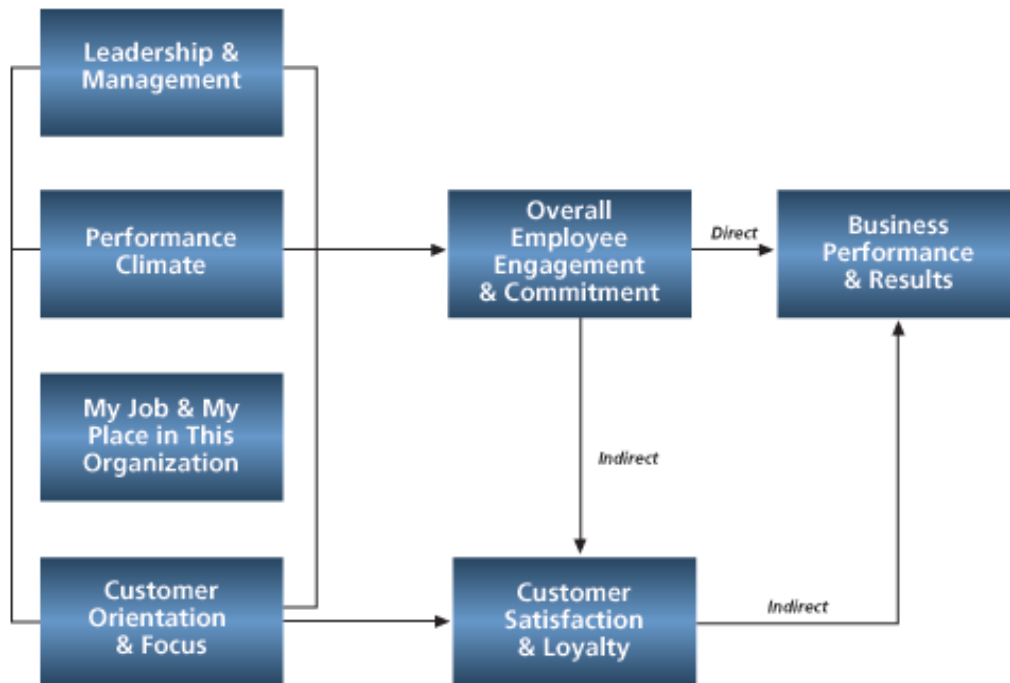 Leadership &
Management
Performance
Climate
My Job & My
Place in This
Organization
Customer
Orientation
& Focus
Overall
Employee
Engagement
& Commitment
Direct
Business
Performance
& Results
Indirect
Customer
Satisfaction
& Loyalty
Indirect